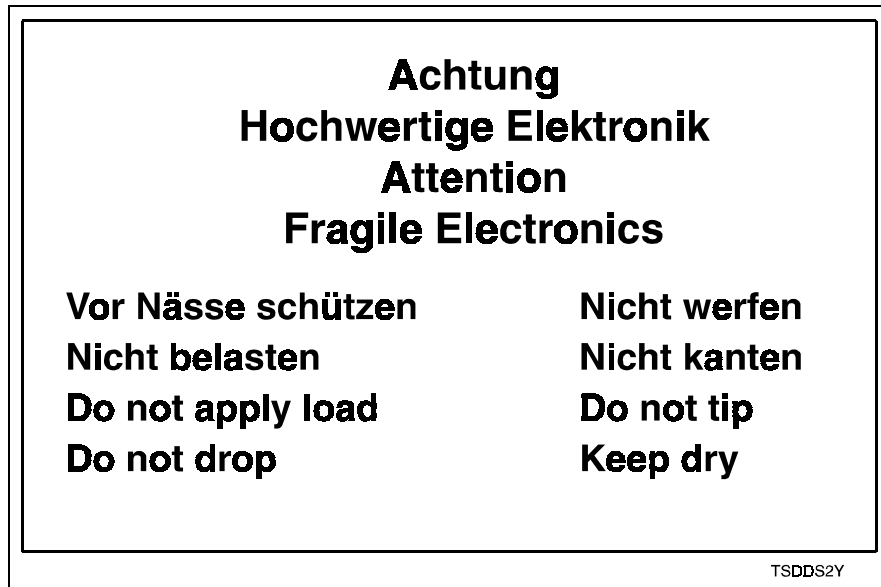 Achtung
Hochwertige Elektronik
Attention
Fragile Electronics
Vor Nässe schützen
Nicht werfen
Nicht belasten
Nicht kanten
Do not apply load
Do not tip
Do not drop
Keep dry
TSDDS2Y